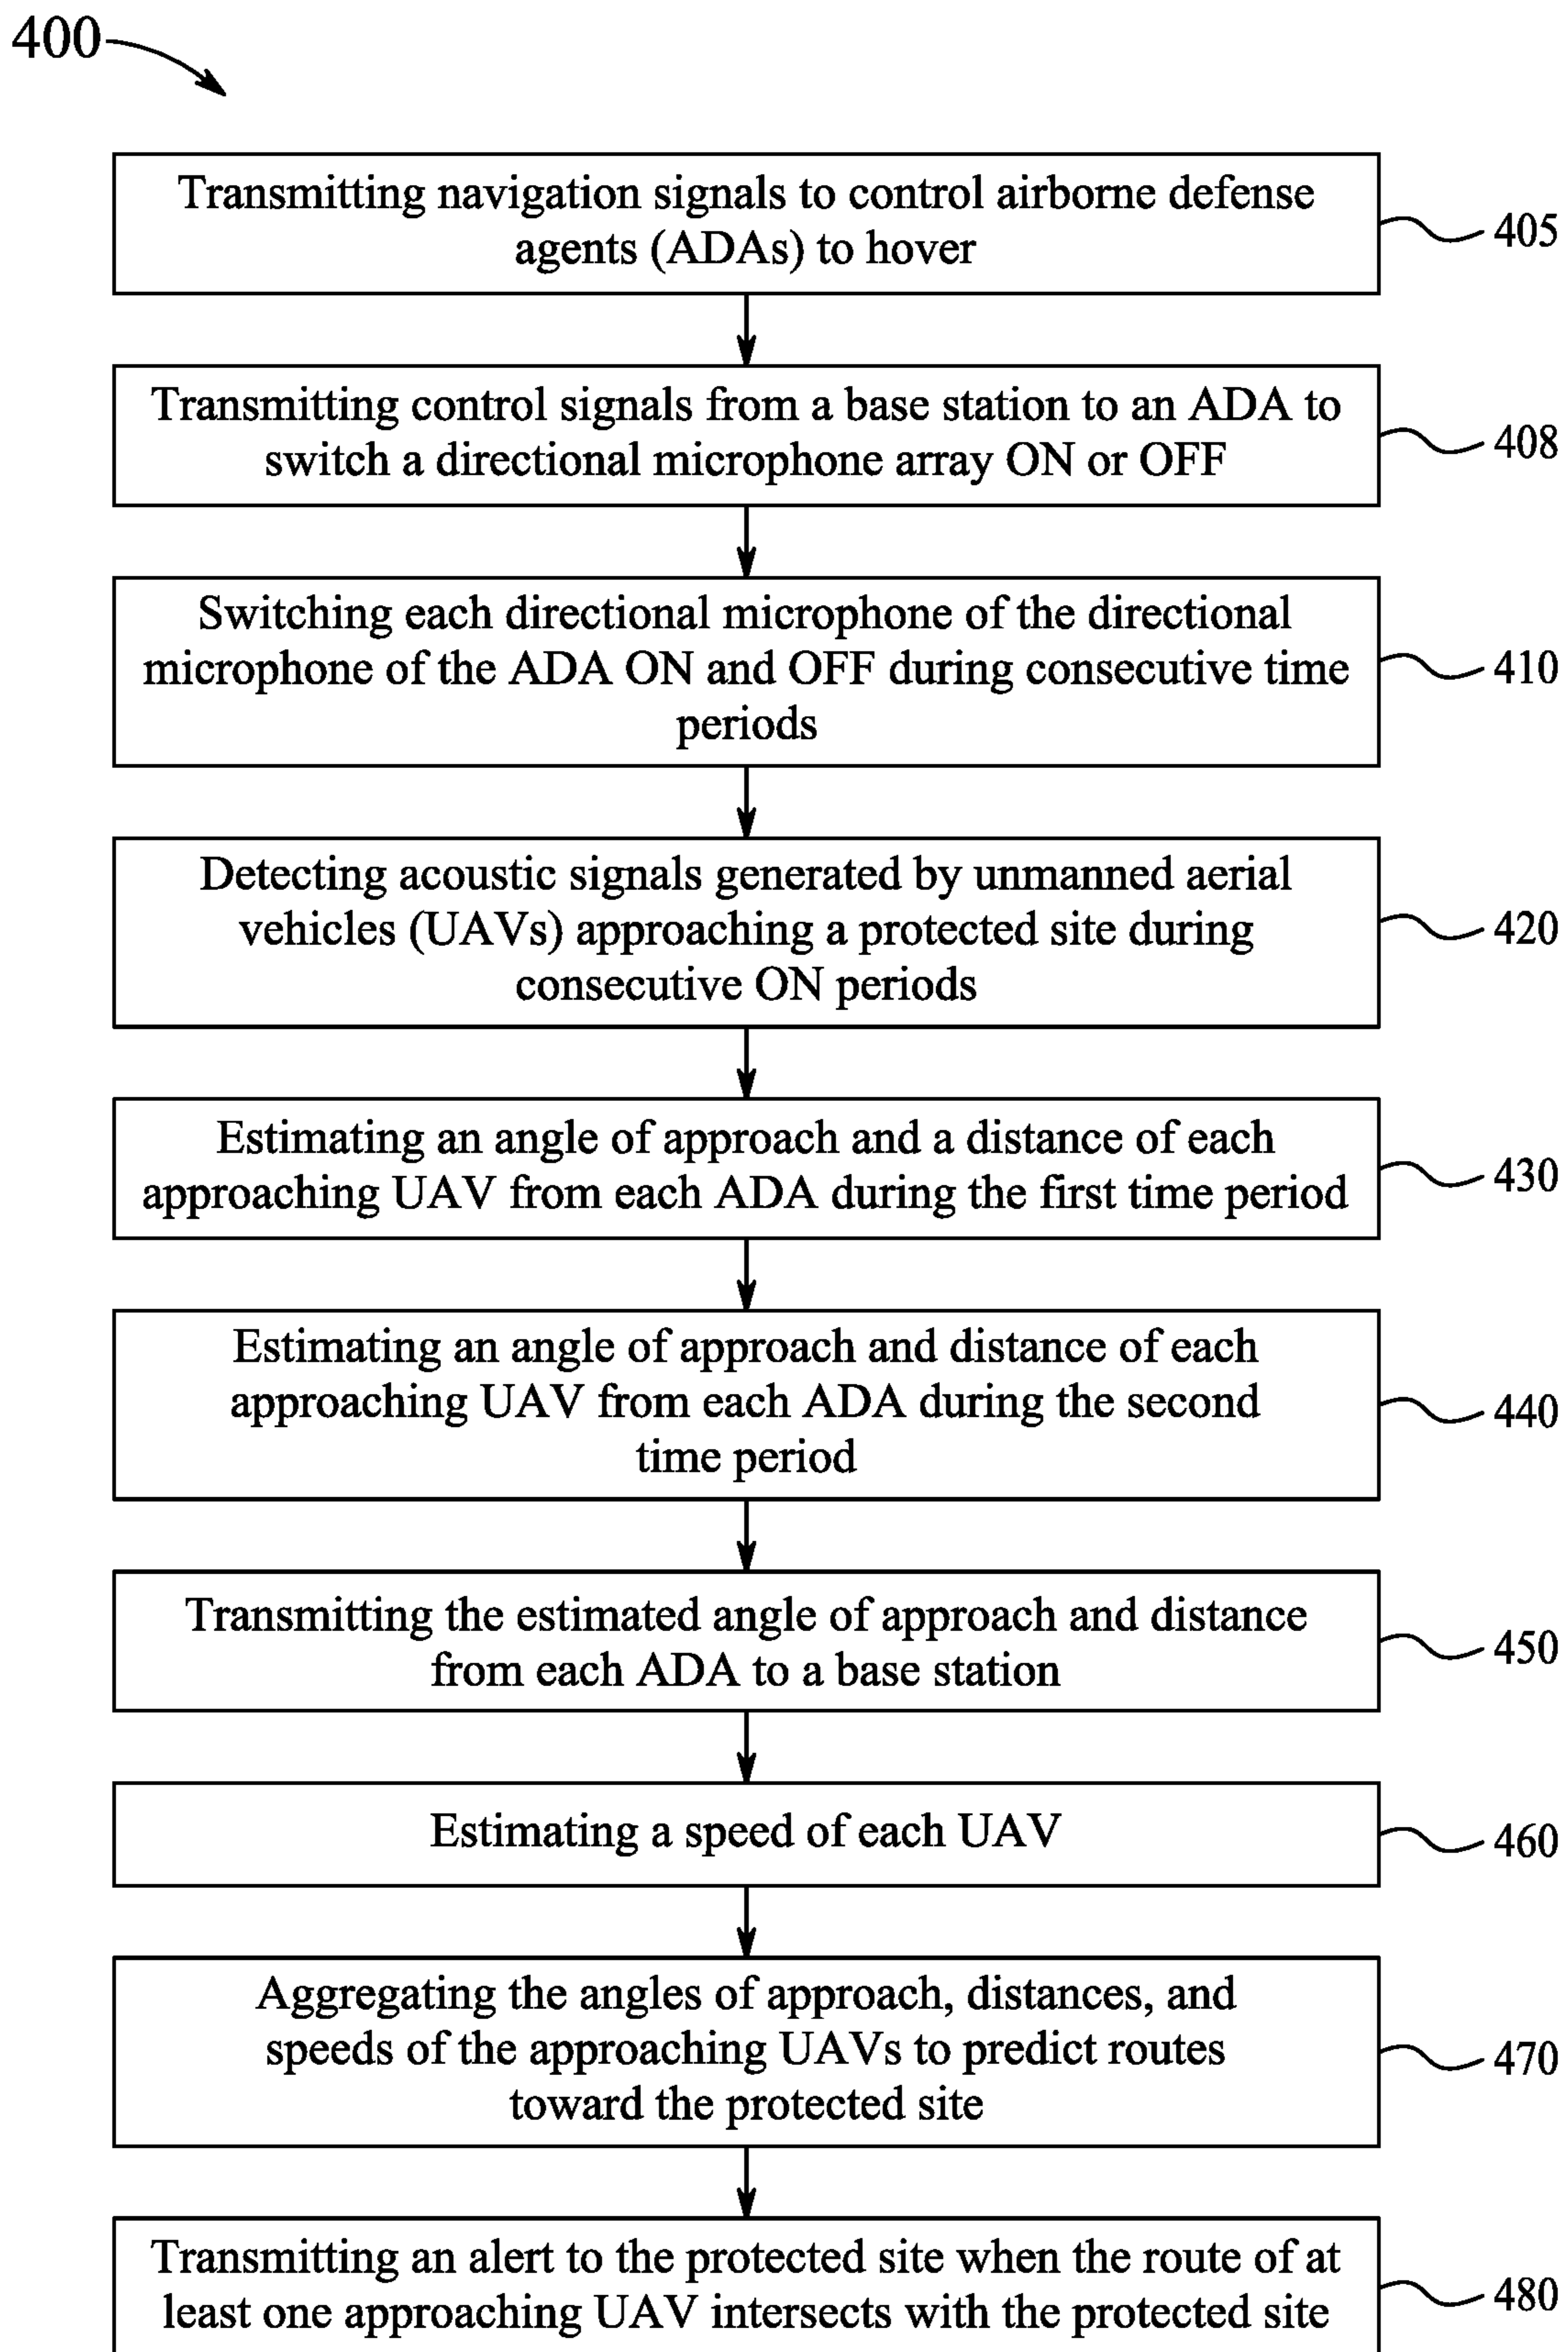 400
Transmitting navigation signals to control airborne defense
agents (ADAs) to hover
405
Transmitting control signals from a base station to an ADA to
switch a directional microphone array ON or OFF
408
Switching each directional microphone of the directional
microphone of the ADA ON and OFF during consecutive time
periods
410
Detecting acoustic signals generated by unmanned aerial
vehicles (UAVs) approaching a protected site during
consecutive ON periods
420
Estimating an angle of approach and a distance of each
approaching UAV from each ADA during the first time period
430
Estimating an angle of approach and distance of each
approaching UAV from each ADA during the second
time period
440
Transmitting the estimated angle of approach and distance
from each ADA to a base station
450
Estimating a speed of each UAV
460
Aggregating the angles of approach, distances, and
speeds of the approaching UAVs to predict routes
toward the protected site
470
Transmitting an alert to the protected site when the route of at
least one approaching UAV intersects with the protected site
480